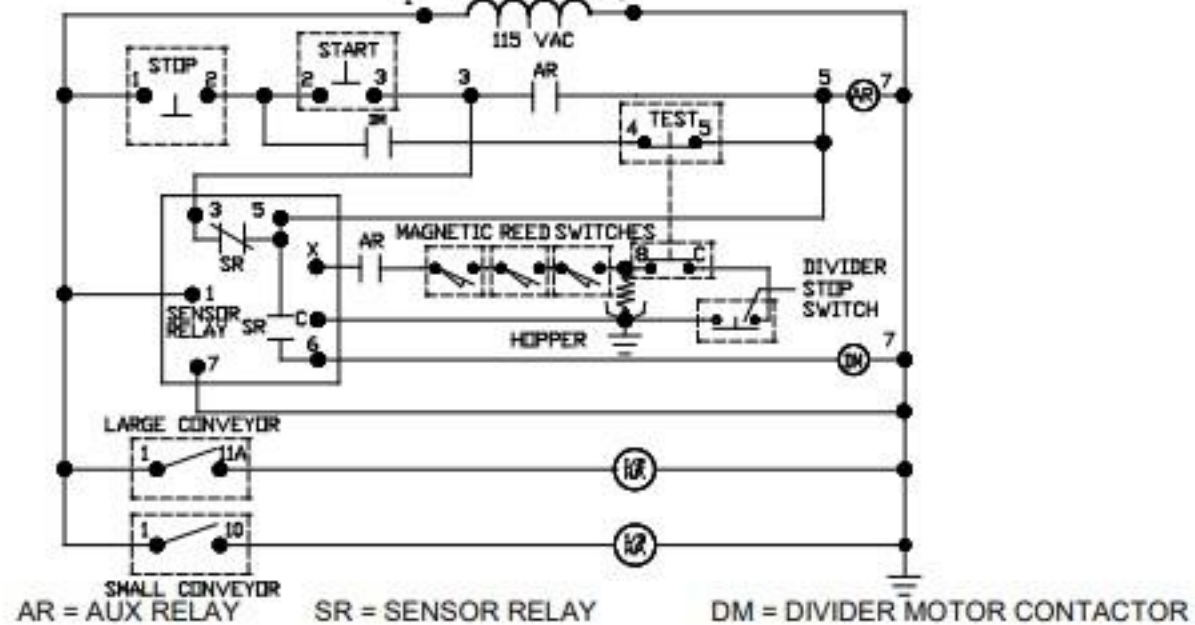 115 VAC
STOP
1 2
START
2 3
3
AR
5
AR
7
TEST
4 5
3 5
SR
X
AR
MAGNETIC REED SWITCHES
B C
DIVIDER
STOP
SWITCH
1
SENSOR
RELAY
SR
C
HOPPER
6
DM
7
7
LARGE CONVEYOR
1 11A
1 10
SMALL CONVEYOR
AR = AUX RELAY SR = SENSOR RELAY DM = DIVIDER MOTOR CONTACTOR